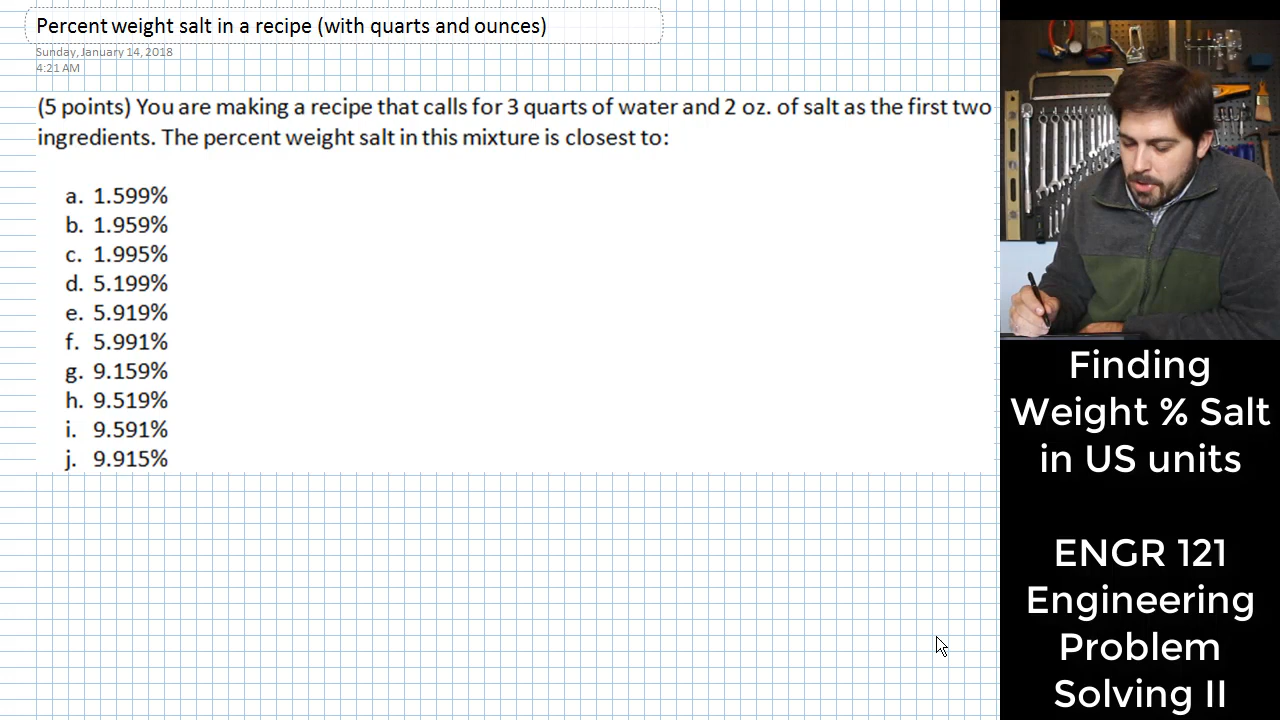 Percent weight salt in a recipe (with quarts and ounces)
Sunday, January 14, 2018
4:21 AM
(5 points) You are making a recipe that calls for 3 quarts of water and 2 oz. of salt as the first two
ingredients. The percent weight salt in this mixture is closest to:
a. 1.599%
b. 1.959%
c. 1.995%
d. 5.199%
e. 5.919%
f. 5.991%
g. 9.159%
h. 9.519%
i. 9.591%
j. 9.915%
Finding
Weight % Salt
in US units
ENGR 121
Engineering
Problem
Solving II